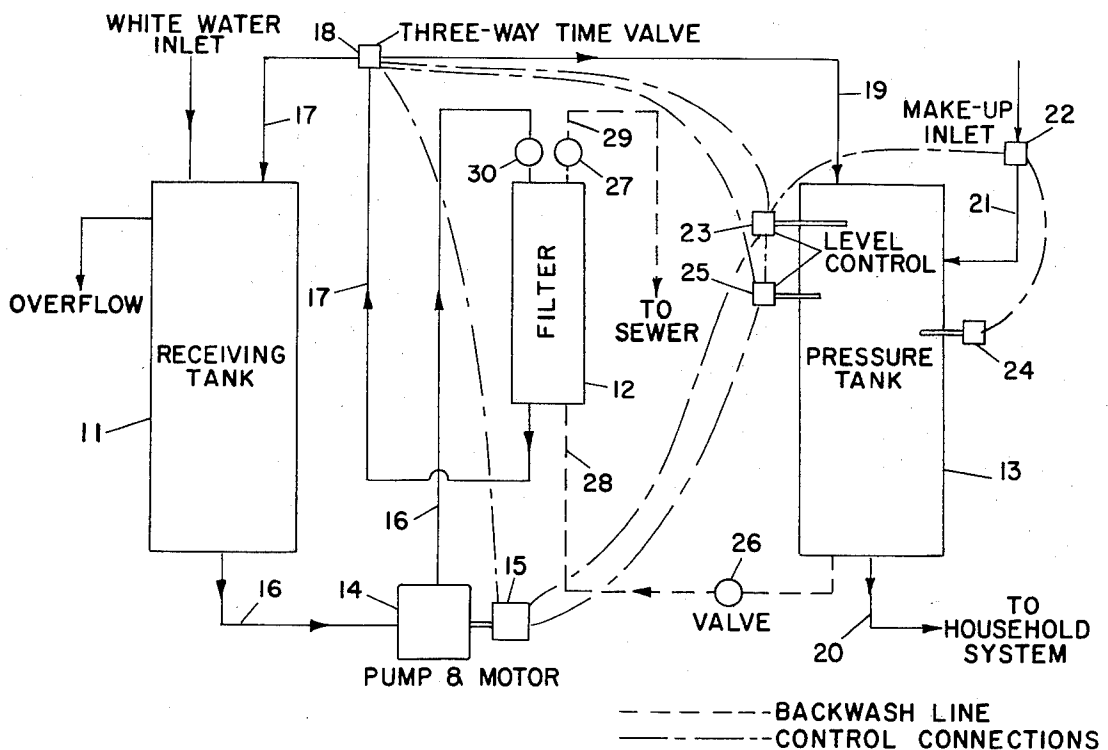 WHITE WATER
INLET
18
THREE-WAY TIME VALVE
17
29
19
MAKE-UP
INLET
22
30
27
21
23
LEVEL
CONTROL
OVERFLOW
17
FILTER
TO
SEWER
25
RECEIVING
TANK
PRESSURE
TANK
24
12
11
28
13
16
26
15
16
14
VALVE
20
TO
HOUSEHOLD
SYSTEM
PUMP & MOTOR
BACKWASH LINE
CONTROL CONNECTIONS